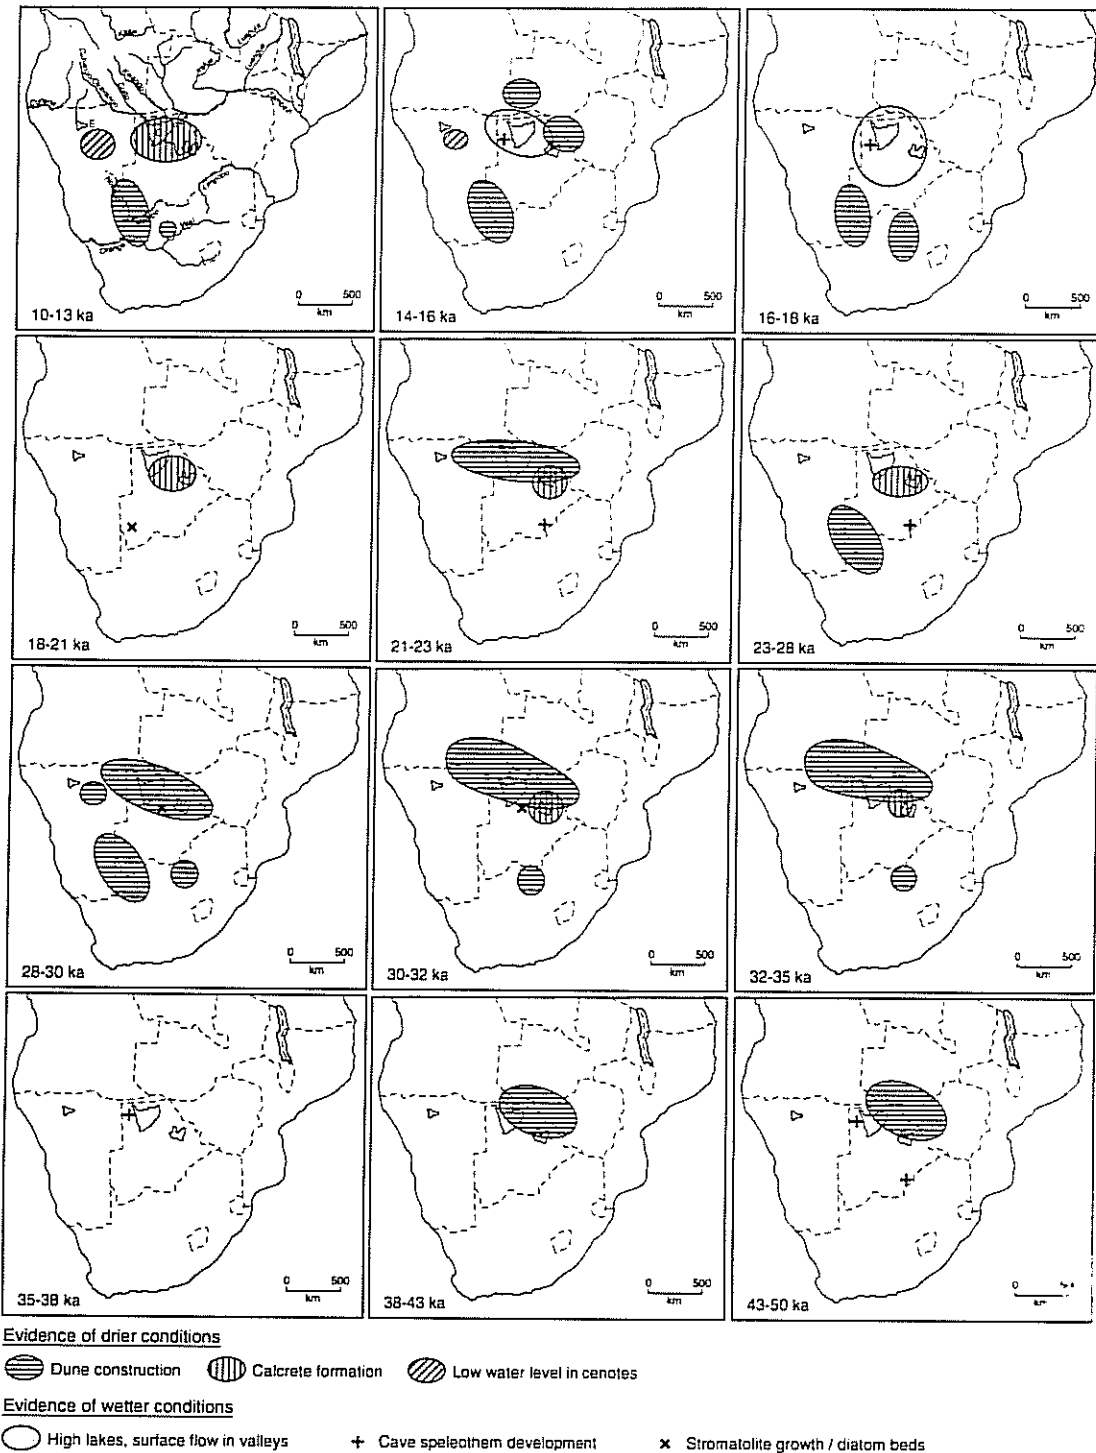 E
Limpopo
Orange
0 500
km
10-13 ka
0 500
km
14-16 ka
0 500
km
16-18 ka
0 500
km
18-21 ka
0 500
km
21-23 ka
0 500
km
23-28 ka
0 500
km
28-30 ka
0 500
km
30-32 ka
0 500
km
32-35 ka
0 500
km
35-38 ka
0 500
km
38-43 ka
0
km
43-50 ka
Evidence of drier conditions
Dune construction Calcrete formation Low water level in cenotes
Evidence of wetter conditions
High lakes, surface flow in valleys Cave speleothem development Stromatolite growth / diatom beds